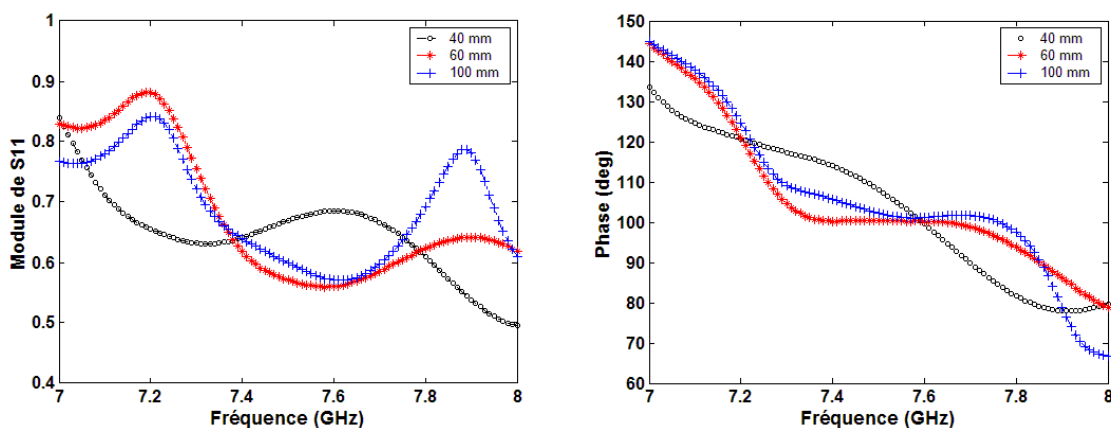 1
0.9
0.8
0.7
0.6
0.5
0.4
Module de S11
7
7.2
7.4
7.6
7.8
8
Fréquence (GHz)
40 mm
60 mm
100 mm
150
140
130
120
110
100
90
80
70
60
Phase (deg)
7
7.2
7.4
7.6
7.8
8
Fréquence (GHz)
40 mm
60 mm
100 mm